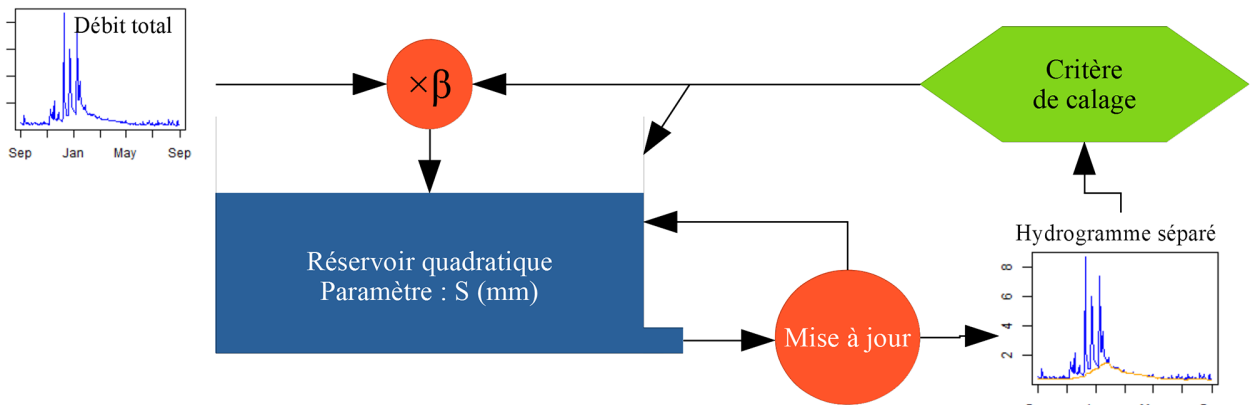 Débit total
Sep
Jan
May
Sep
×β
Critère
de calage
Réservoir quadratique
Paramètre : S (mm)
Mise à jour
Hydrogramme séparé
8
6
4
2